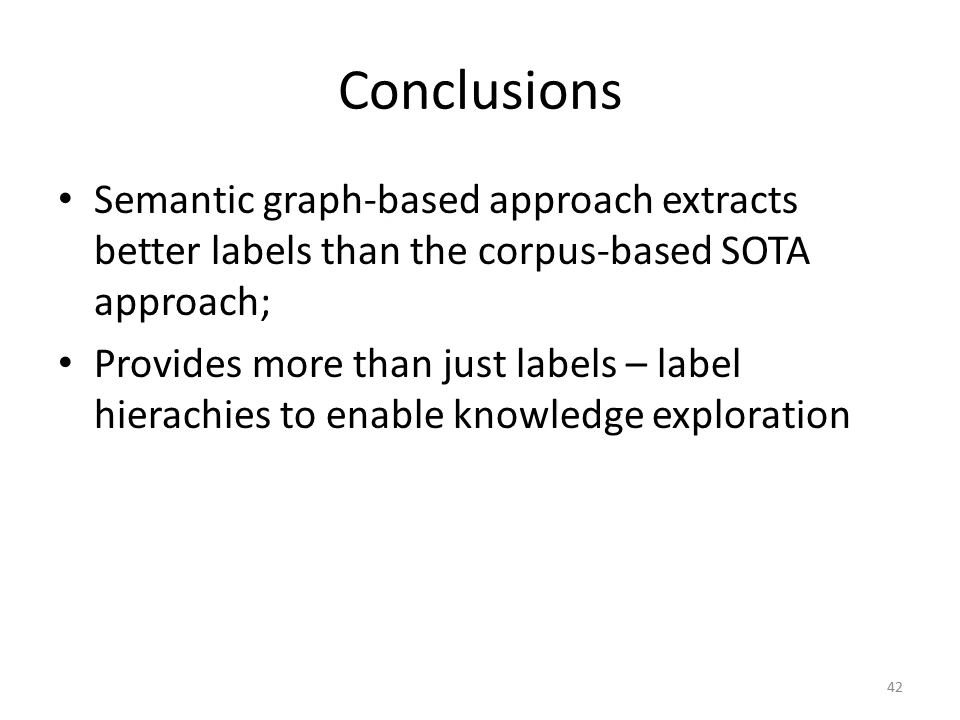 Conclusions
• Semantic graph-based approach extracts
better labels than the corpus-based SOTA
approach;
• Provides more than just labels – label
hierachies to enable knowledge exploration
42